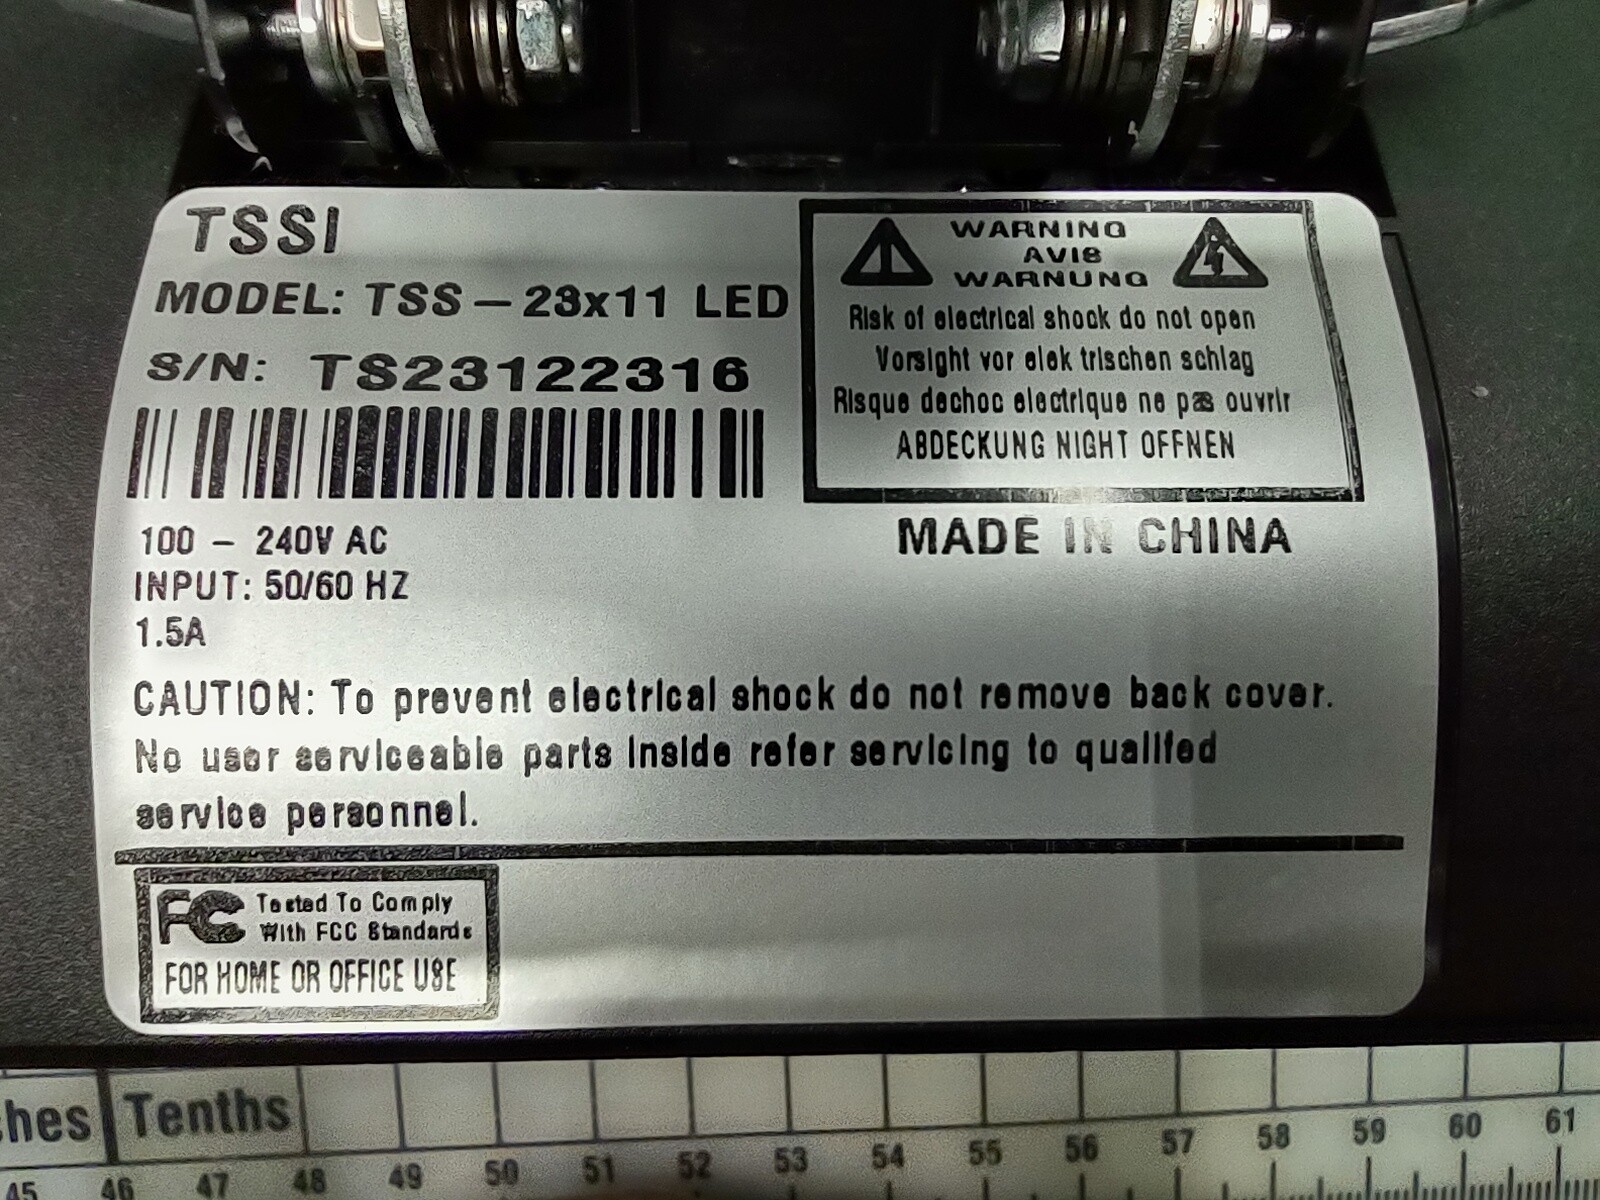 TSSI
MODEL: TSS – 23x11 LED
S/N: TS23122316
100 – 240V AC
INPUT: 50/60 HZ
1.5A
WARNING
AVIS
WARNUNG
Risk of electrical shock do not open
Vorsight vor elek trischen schlag
Risque dechoc electrique ne pas ouvrir
ABDECKUNG NIGHT OFFNEN
MADE IN CHINA
CAUTION: To prevent electrical shock do not remove back cover.
No user serviceable parts inside refer servicing to qualifed
service personnel.
FC Tested To Comply
With FCC Standards
FOR HOME OR OFFICE USE
ches Tenths
45 46 47 48 49 50 51 52 53 54 55 56 57 58 59 60 61